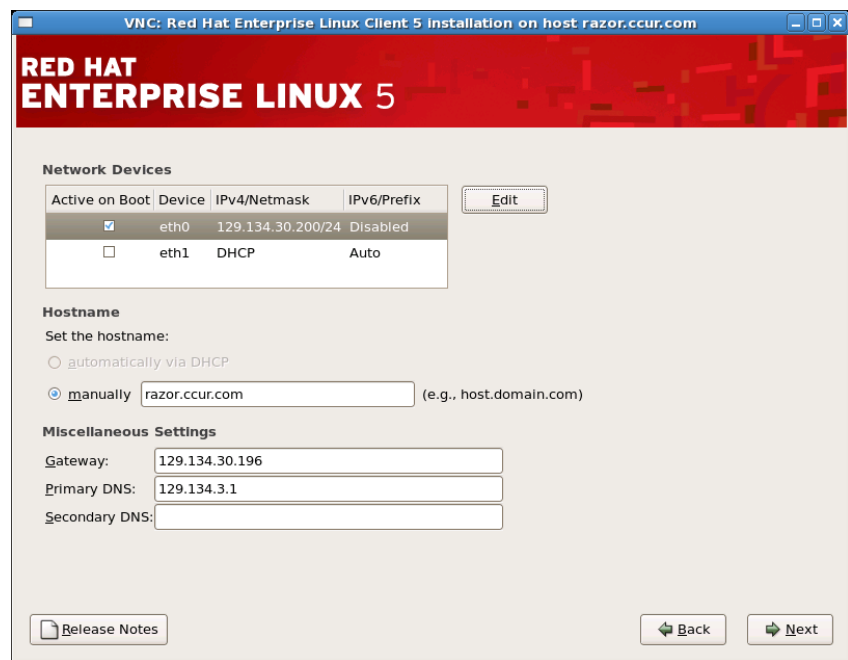 VNC: Red Hat Enterprise Linux Client 5 installation on host razor.ccur.com
RED HAT
ENTERPRISE LINUX 5
Network Devices
Active on Boot Device IPv4/Netmask IPv6/Prefix
eth0 129.134.30.200/24 Disabled
eth1 DHCP Auto
Edit
Hostname
Set the hostname:
automatically via DHCP
manually razor.ccur.com (e.g., host.domain.com)
Miscellaneous Settings
Gateway: 129.134.30.196
Primary DNS: 129.134.3.1
Secondary DNS:
Release Notes Back Next